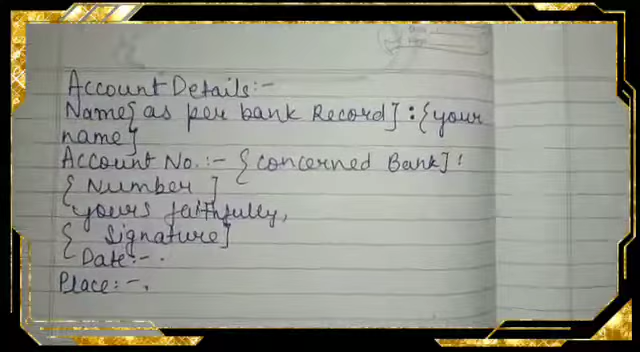 Account Details:-
Name[as per bank Record] : {your
name]
Account No.:- {Concerned Bank] :
{ Number ]
yours faithfully,
{ Signature]
Date:- .
Place:- .